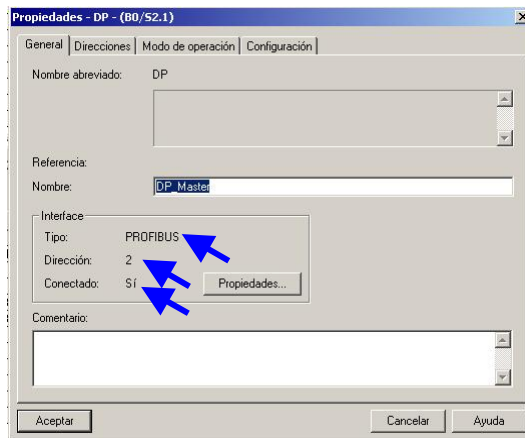 Propiedades - DP - (B0/S2.1)
General Direcciones Modo de operación Configuración
Nombre abreviado: DP
Referencia:
Nombre: DP_Master
Interface
Tipo: PROFIBUS
Dirección: 2
Conectado: Sí Propiedades...
Comentario:
Aceptar Cancelar Ayuda